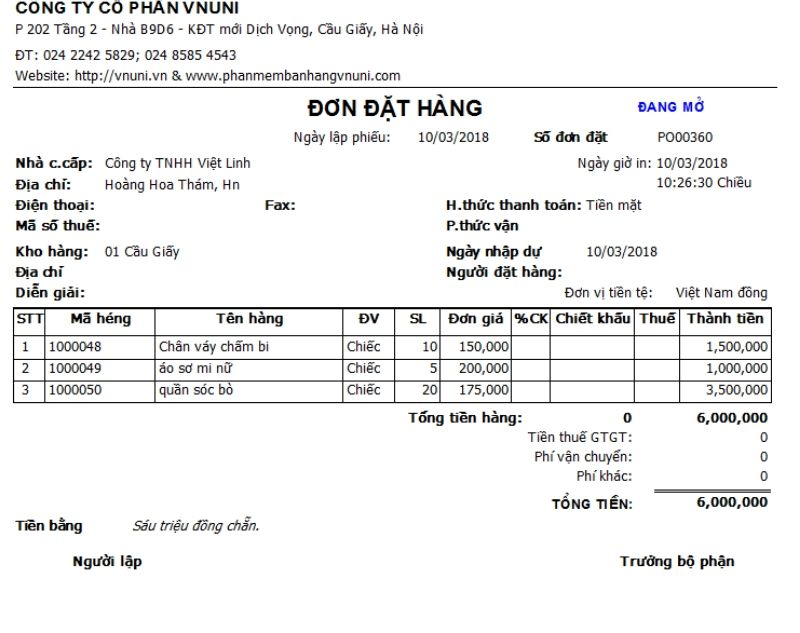 CÔNG TY CỔ PHẦN VNUNI
P 202 Tầng 2 - Nhà B9D6 - KĐT mới Dịch Vọng, Cầu Giấy, Hà Nội
ĐT: 024 2242 5829; 024 8585 4543
Website: http://vnuni.vn & www.phanmembanhangvnuni.com
ĐƠN ĐẶT HÀNG ĐANG MỞ
Ngày lập phiếu: 10/03/2018 Số đơn đặt PO00360
Nhà c.cấp: Công ty TNHH Việt Linh Ngày giờ in: 10/03/2018
Địa chỉ: Hoàng Hoa Thám, Hn 10:26:30 Chiều
Điện thoại: Fax: H.thức thanh toán: Tiền mặt
Mã số thuế: P.thức vận
Kho hàng: 01 Cầu Giấy Ngày nhập dự 10/03/2018
Địa chỉ Người đặt hàng:
Diễn giải: Đơn vị tiền tệ: Việt Nam đồng
STT Mã héng Tên hàng ĐV SL Đơn giá %CK Chiết khấu Thuế Thành tiền
1 1000048 Chân váy chấm bi Chiếc 10 150,000 1,500,000
2 1000049 áo sơ mi nữ Chiếc 5 200,000 1,000,000
3 1000050 quần sóc bò Chiếc 20 175,000 3,500,000
Tổng tiền hàng: 0 6,000,000
Tiền thuế GTGT: 0
Phí vận chuyển: 0
Phí khác: 0
TỔNG TIỀN: 6,000,000
Tiền bằng Sáu triệu đồng chẵn.
Người lập Trưởng bộ phận